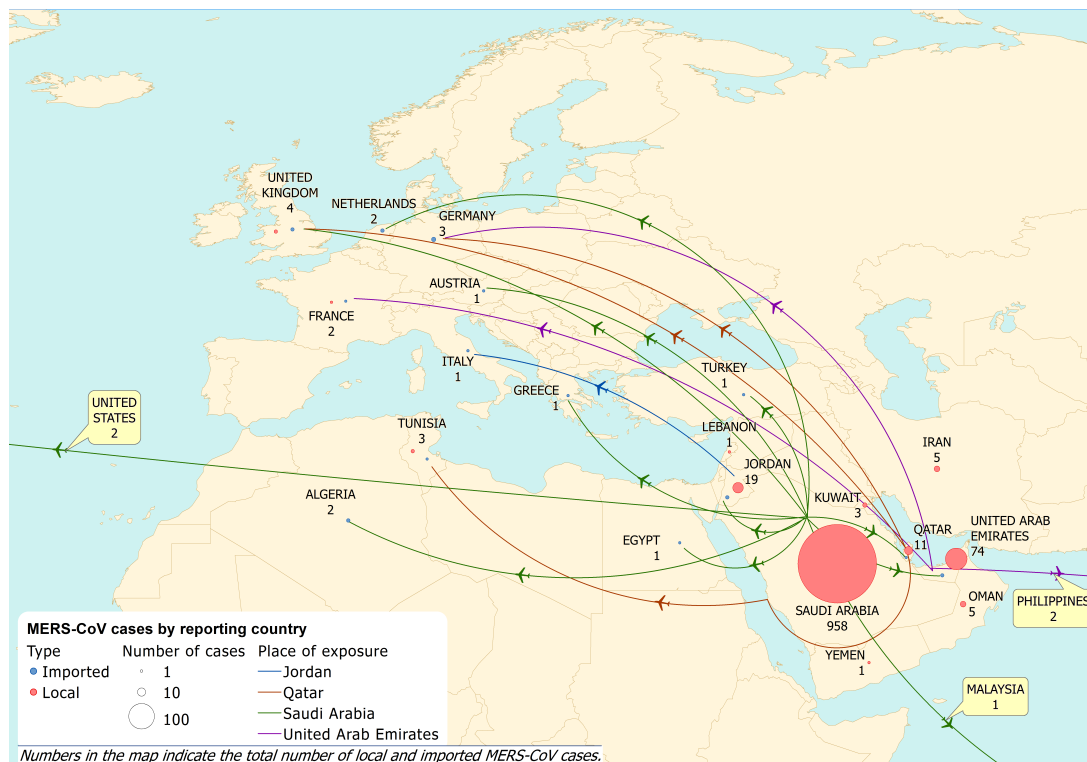 UNITED
KINGDOM
4
NETHERLANDS
2
GERMANY
3
AUSTRIA
1
FRANCE
2
ITALY
1
GREECE
1
TURKEY
1
UNITED
STATES
2
TUNISIA
3
LEBANON
1
JORDAN
19
IRAN
5
ALGERIA
2
KUWAIT
3
EGYPT
1
QATAR
11
UNITED ARAB
EMIRATES
74
SAUDI ARABIA
958
OMAN
5
PHILIPPINES
2
YEMEN
1
MALAYSIA
1
MERS-CoV cases by reporting country
Type Number of cases Place of exposure
Imported 1 Jordan
Local 10 Qatar
100 Saudi Arabia
United Arab Emirates
Numbers in the map indicate the total number of local and imported MERS-CoV cases.